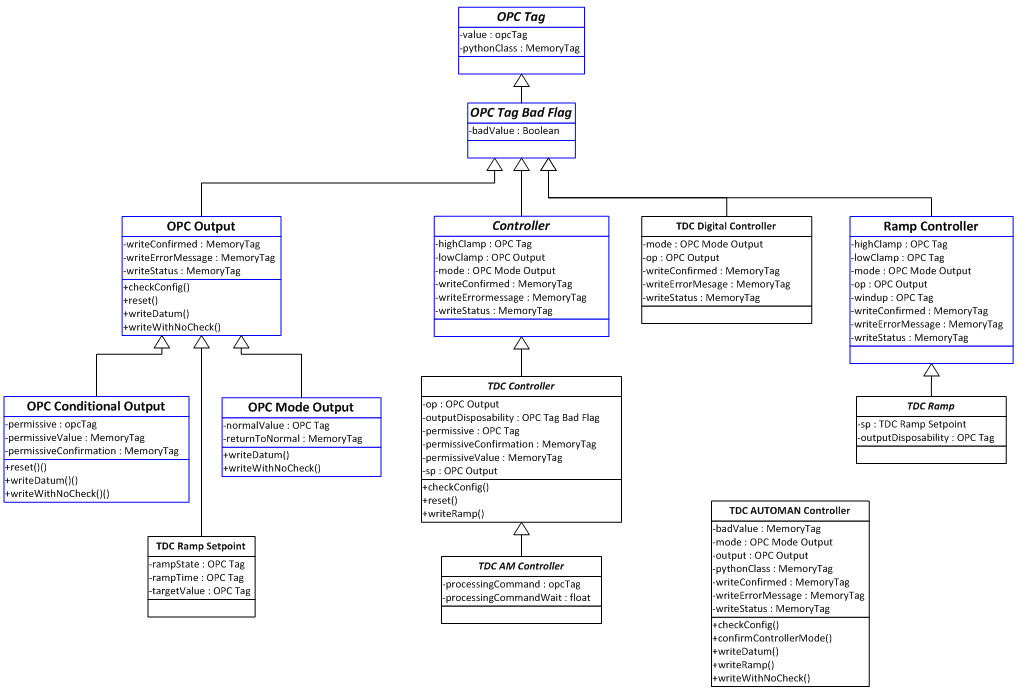 OPC Tag
-value : opcTag
-pythonClass : MemoryTag
OPC Tag Bad Flag
-badValue : Boolean
OPC Output
-writeConfirmed : MemoryTag
-writeErrorMessage : MemoryTag
-writeStatus : MemoryTag
+checkConfig()
+reset()
+writeDatum()
+writeWithNoCheck()
Controller
-highClamp : OPC Tag
-lowClamp : OPC Output
-mode : OPC Mode Output
-writeConfirmed : MemoryTag
-writeErrormessage : MemoryTag
-writeStatus : MemoryTag
TDC Digital Controller
-mode : OPC Mode Output
-op : OPC Output
-writeConfirmed : MemoryTag
-writeErrorMesage : MemoryTag
-writeStatus : MemoryTag
Ramp Controller
-highClamp : OPC Tag
-lowClamp : OPC Tag
-mode : OPC Mode Output
-op : OPC Output
-windup : OPC Tag
-writeConfirmed : MemoryTag
-writeErrorMessage : MemoryTag
-writeStatus : MemoryTag
OPC Conditional Output
-permissive : opcTag
-permissiveValue : MemoryTag
-permissiveConfirmation : MemoryTag
+reset()()
+writeDatum()()
+writeWithNoCheck()()
OPC Mode Output
-normalValue : OPC Tag
-returnToNormal : MemoryTag
+writeDatum()
+writeWithNoCheck()
TDC Controller
-op : OPC Output
-outputDisposability : OPC Tag Bad Flag
-permissive : OPC Tag
-permissiveConfirmation : MemoryTag
-permissiveValue : MemoryTag
-sp : OPC Output
+checkConfig()
+reset()
+writeRamp()
TDC Ramp
-sp : TDC Ramp Setpoint
-outputDisposability : OPC Tag
TDC Ramp Setpoint
-rampState : OPC Tag
-rampTime : OPC Tag
-targetValue : OPC Tag
TDC AM Controller
-processingCommand : opcTag
-processingCommandWait : float
TDC AUTOMAN Controller
-badValue : MemoryTag
-mode : OPC Mode Output
-output : OPC Output
-pythonClass : MemoryTag
-writeConfirmed : MemoryTag
-writeErrorMessage : MemoryTag
-writeStatus : MemoryTag
+checkConfig()
+confirmControllerMode()
+writeDatum()
+writeRamp()
+writeWithNoCheck()